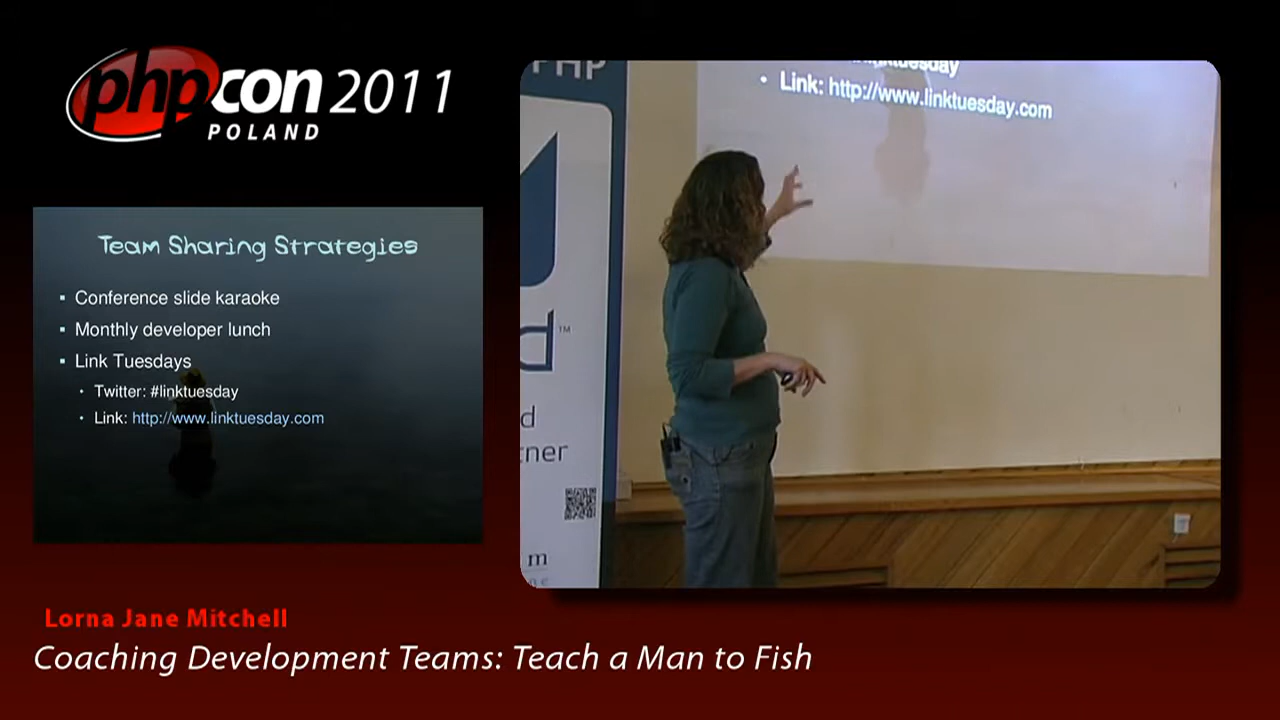 phpcon 2011
POLAND
Team Sharing Strategies
Conference slide karaoke
Monthly developer lunch
Link Tuesdays
Twitter: #linktuesday
Link: http://www.linktuesday.com
PHP
Link: http://www.linktuesday.com
d
TM
d
tner
m
Lorna Jane Mitchell
Coaching Development Teams: Teach a Man to Fish